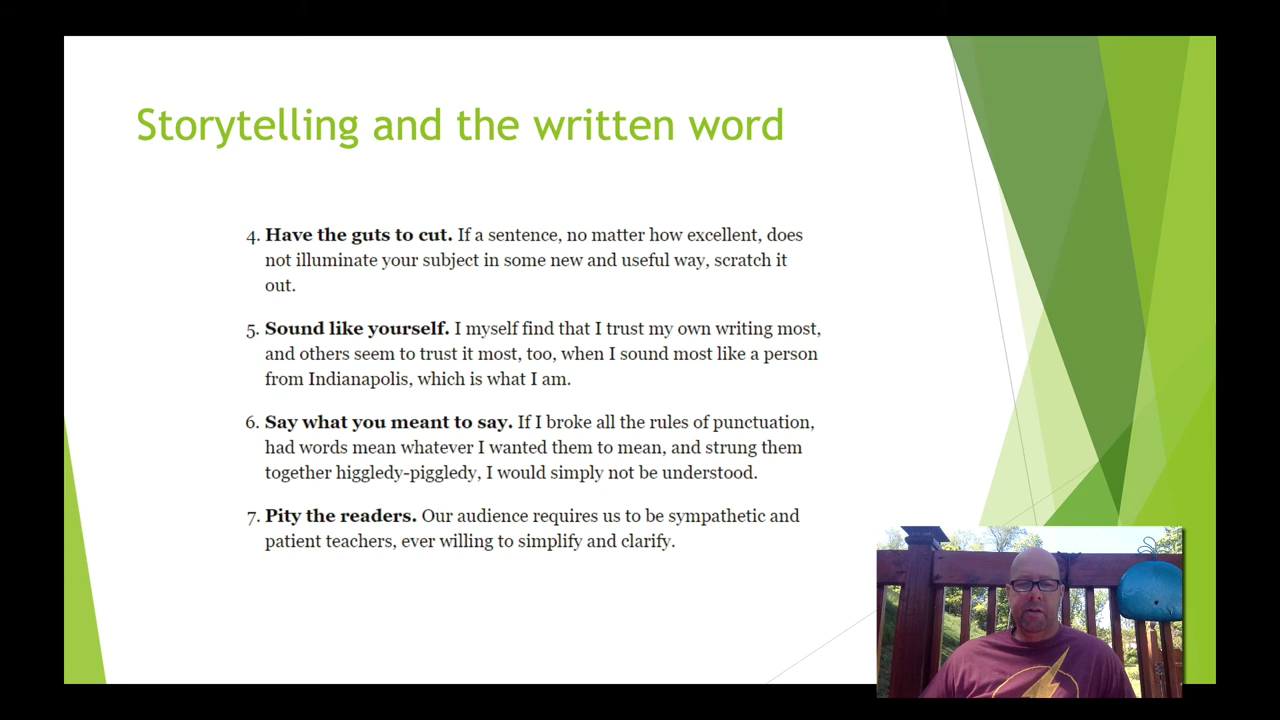 Storytelling and the written word
4. Have the guts to cut. If a sentence, no matter how excellent, does
not illuminate your subject in some new and useful way, scratch it
out.
5. Sound like yourself. I myself find that I trust my own writing most,
and others seem to trust it most, too, when I sound most like a person
from Indianapolis, which is what I am.
6. Say what you meant to say. If I broke all the rules of punctuation,
had words mean whatever I wanted them to mean, and strung them
together higgledy-piggledy, I would simply not be understood.
7. Pity the readers. Our audience requires us to be sympathetic and
patient teachers, ever willing to simplify and clarify.